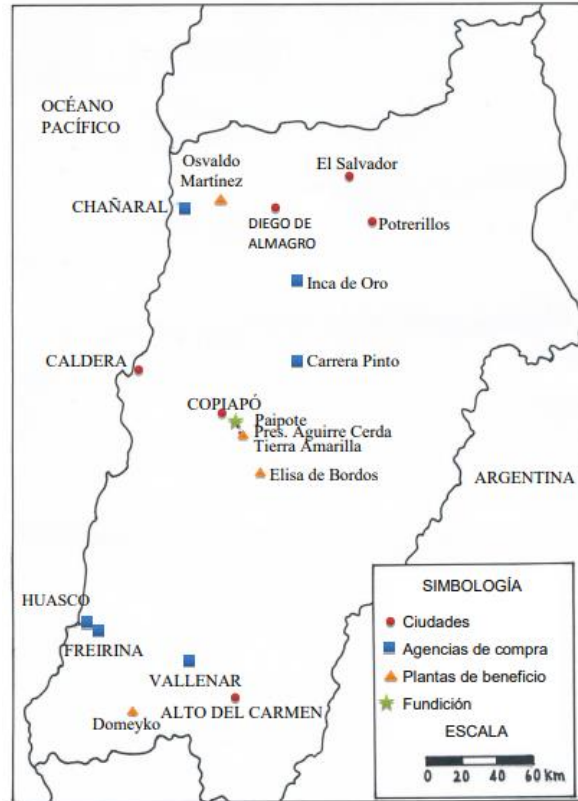 OCÉANO
PACÍFICO
Osvaldo
Martínez
El Salvador
CHAÑARAL
DIEGO DE
ALMAGRO
Potrerillos
Inca de Oro
CALDERA
Carrera Pinto
COPIAPÓ
Paipote
Pres. Aguirre Cerda
Tierra Amarilla
Elisa de Bordos
ARGENTINA
HUASCO
FREIRINA
VALLENAR
ALTO DEL CARMEN
Domeyko
SIMBOLOGÍA
Ciudades
Agencias de compra
Plantas de beneficio
Fundición
ESCALA
0 20 40 60 Km